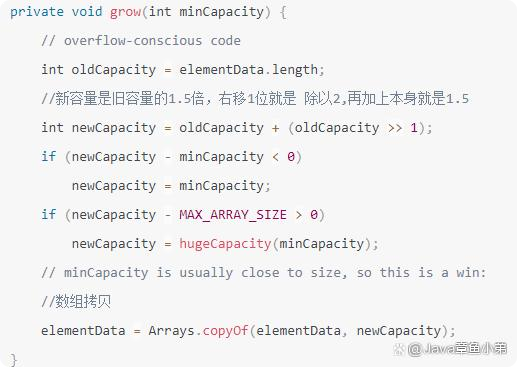 private void grow(int minCapacity) {
    // overflow-conscious code
    int oldCapacity = elementData.length;
    //新容量是旧容量的1.5倍，右移1位就是 除以2,再加上本身就是1.5
    int newCapacity = oldCapacity + (oldCapacity >> 1);
    if (newCapacity - minCapacity < 0)
        newCapacity = minCapacity;
    if (newCapacity - MAX_ARRAY_SIZE > 0)
        newCapacity = hugeCapacity(minCapacity);
    // minCapacity is usually close to size, so this is a win:
    //数组拷贝
    elementData = Arrays.copyOf(elementData, newCapacity);
}
@Java章鱼小弟